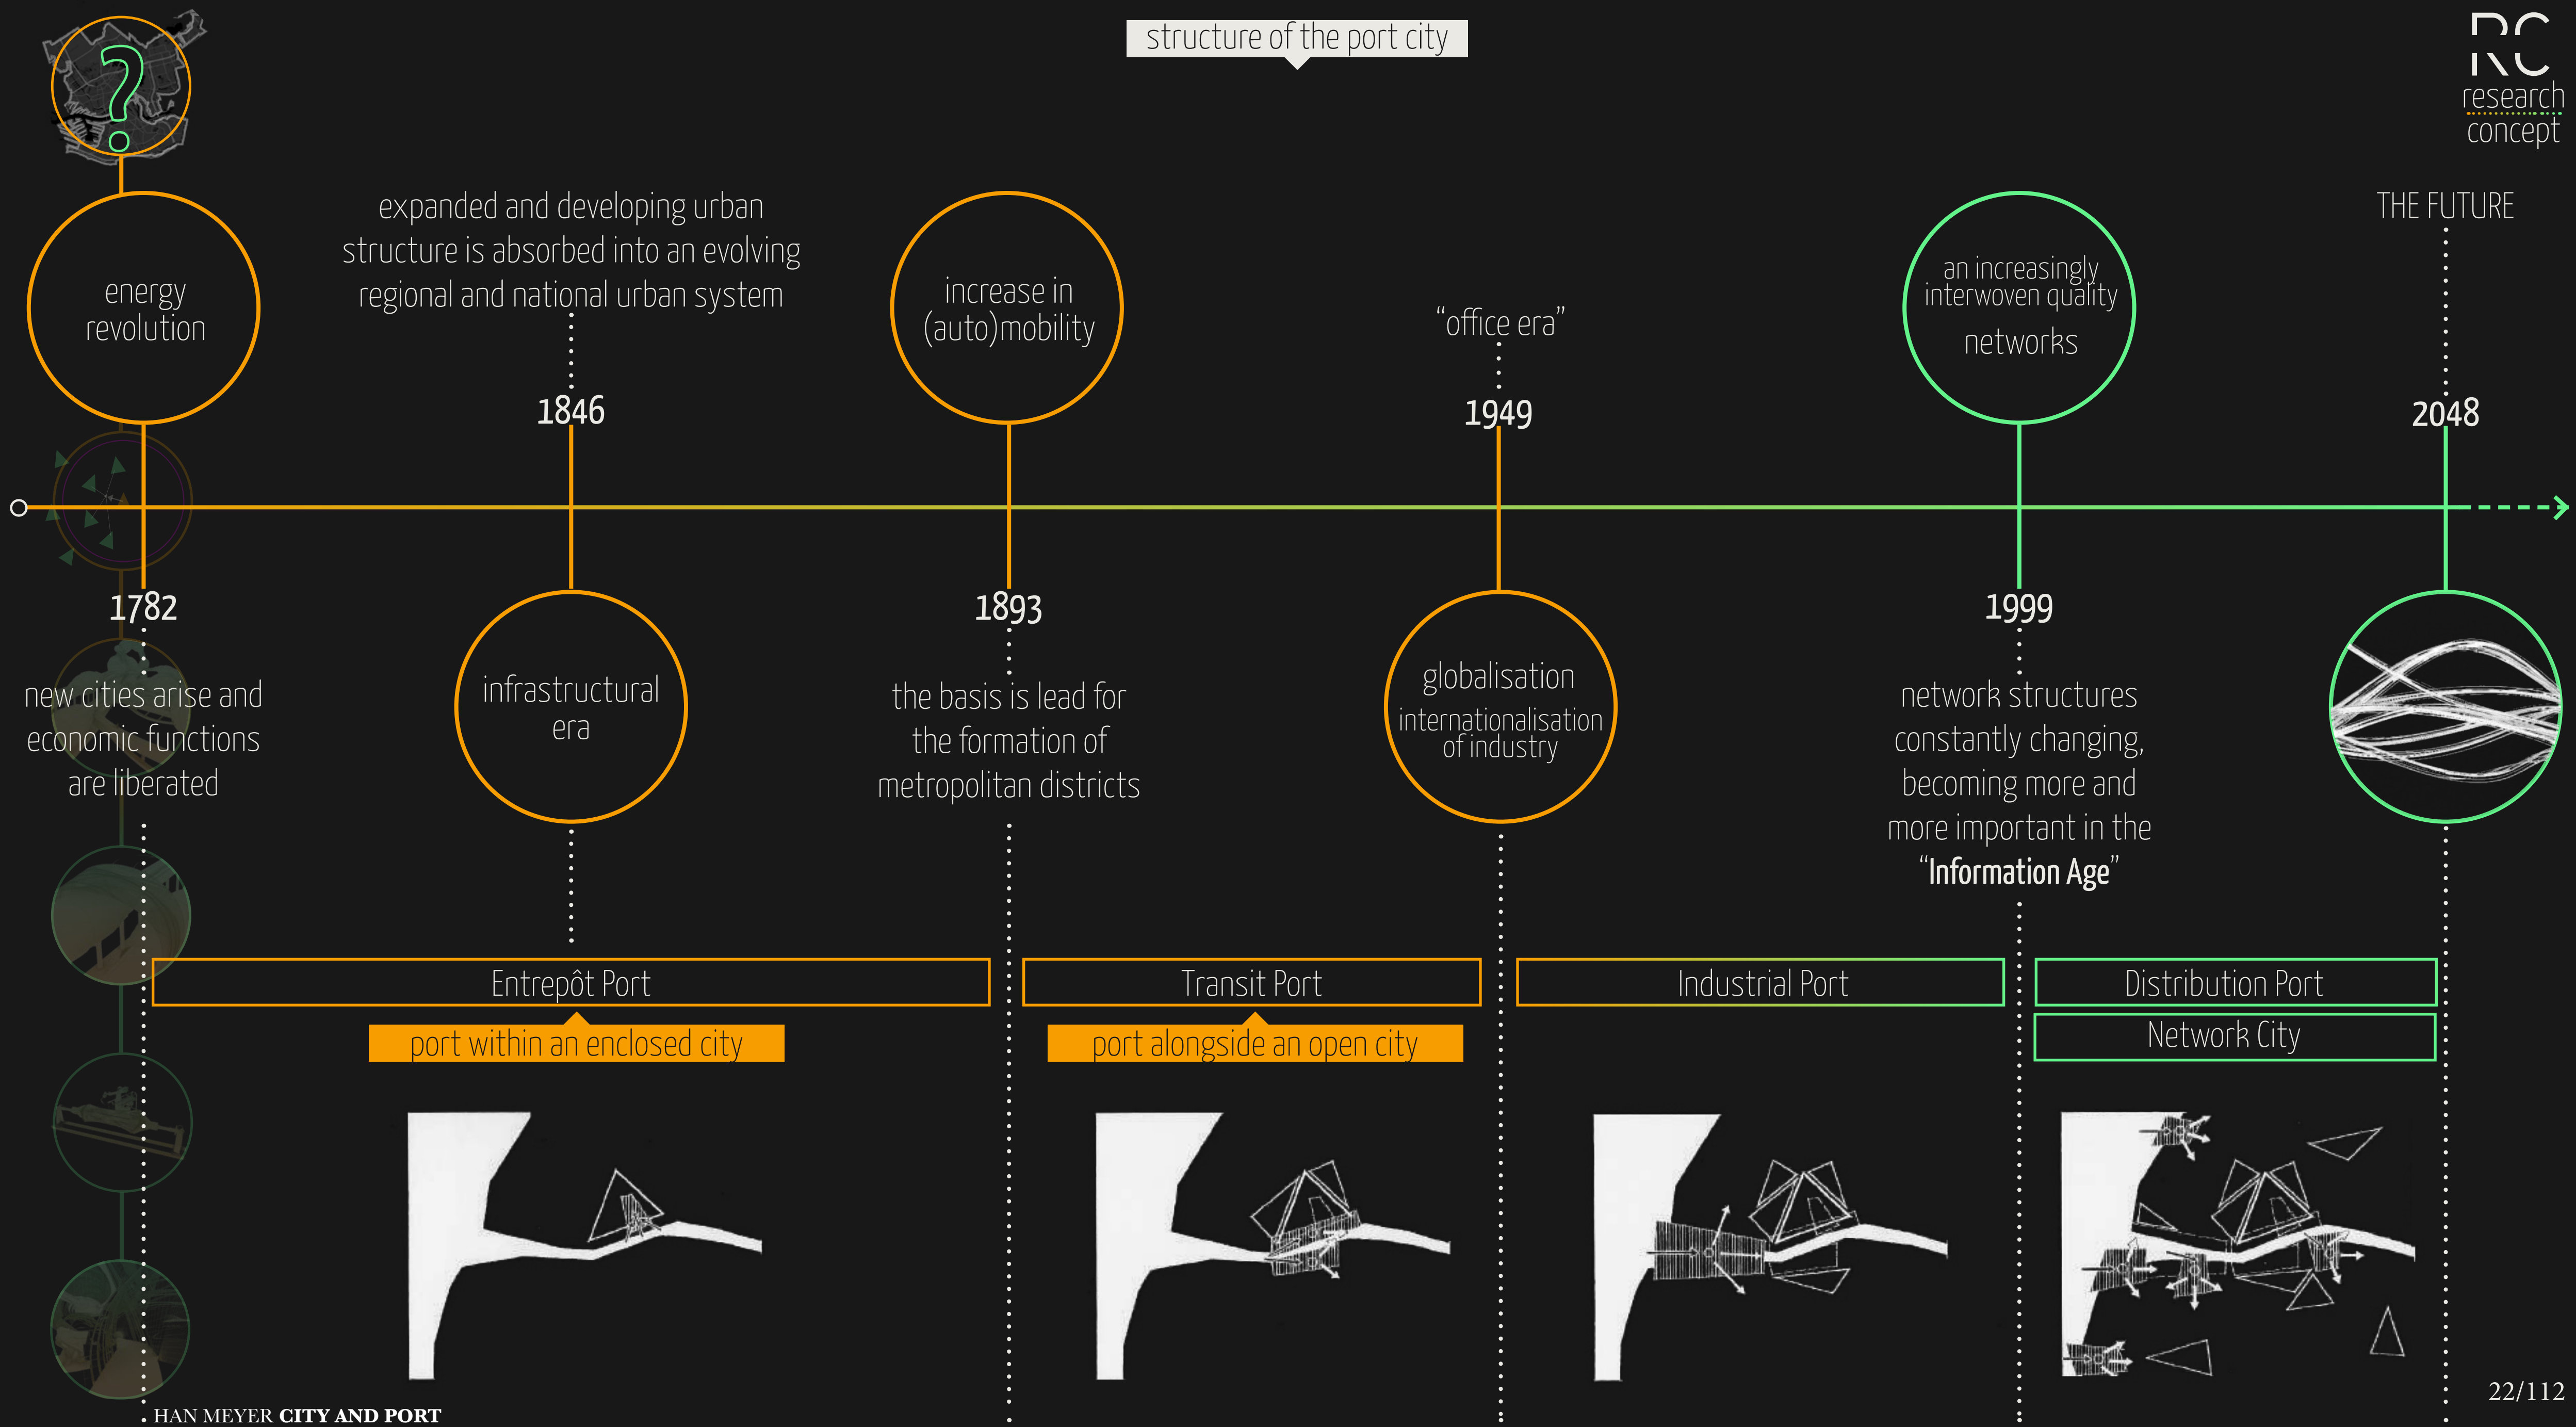 structure of the port city
RC
RC
research
concept
?
energy
revolution
expanded and developing urban
structure is absorbed into an evolving
regional and national urban system
1846
increase in
(auto)mobility
“office era”
1949
an increasingly
interwoven quality
networks
THE FUTURE
2048
1782
new cities arise and
economic functions
are liberated
infrastructural
era
1893
the basis is lead for
the formation of
metropolitan districts
globalisation
internationalisation
of industry
1999
network structures
constantly changing,
becoming more and
more important in the
“Information Age”
Entrepôt Port
port within an enclosed city
Transit Port
port alongside an open city
Industrial Port
Distribution Port
Network City
HAN MEYER CITY AND PORT
22/112